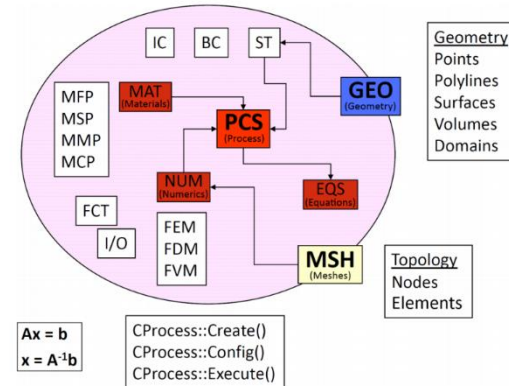 IC
BC
ST
Geometry
Points
Polylines
Surfaces
Volumes
Domains
MAT
(Materials)
GEO
(Geometry)
MFP
MSP
MMP
MCP
PCS
(Process)
NUM
(Numerics)
EQS
(Equations)
FCT
I/O
FEM
FDM
FVM
MSH
(Meshes)
Topology
Nodes
Elements
Ax = b
x = A⁻¹b
CProcess::Create()
CProcess::Config()
CProcess::Execute()